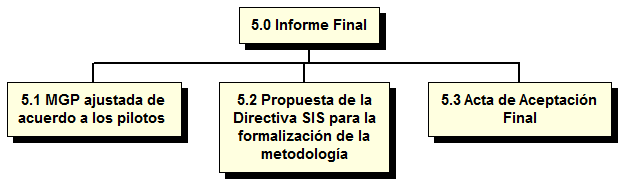 5.0 Informe Final
5.1 MGP ajustada de
acuerdo a los pilotos
5.2 Propuesta de la
Directiva SIS para la
formalización de la
metodología
5.3 Acta de Aceptación
Final